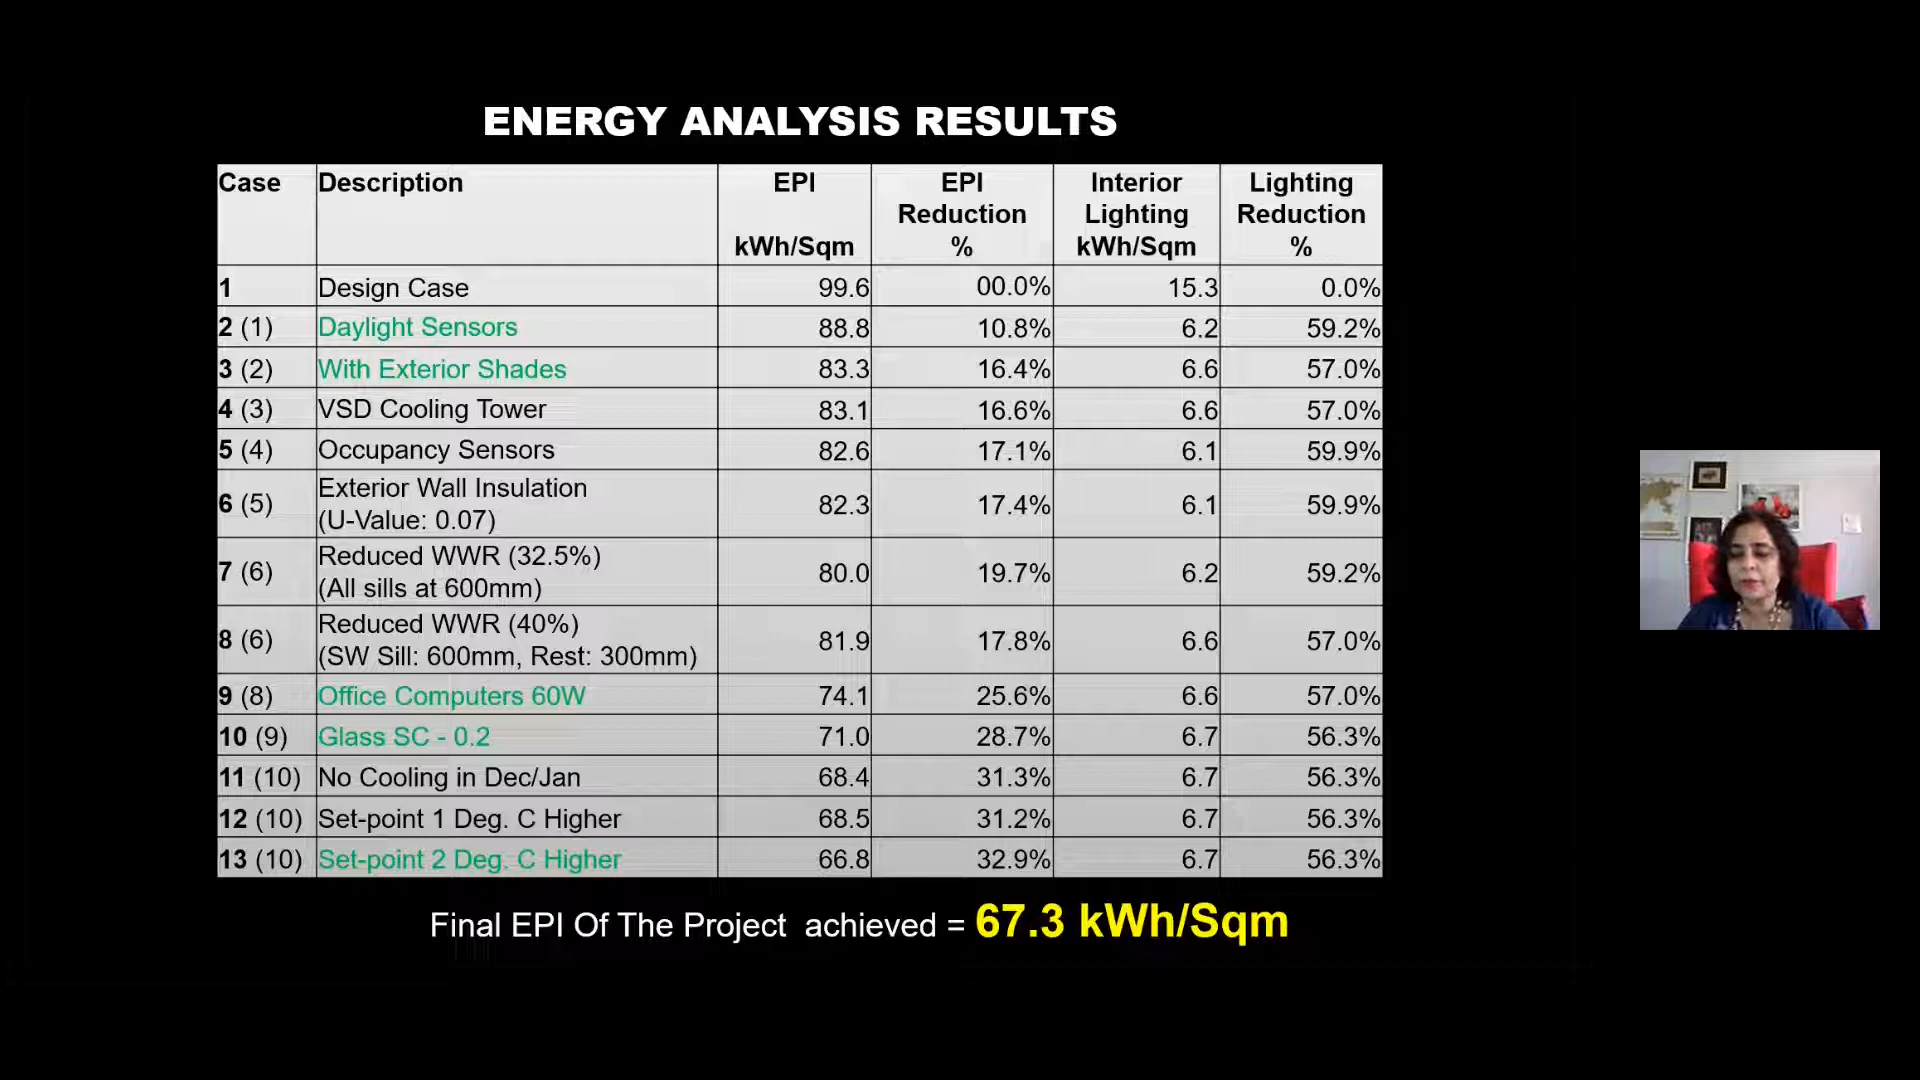 ENERGY ANALYSIS RESULTS
Case Description EPI kWh/Sqm EPI Reduction % Interior Lighting kWh/Sqm Lighting Reduction %
1 Design Case 99.6 00.0% 15.3 0.0%
2 (1) Daylight Sensors 88.8 10.8% 6.2 59.2%
3 (2) With Exterior Shades 83.3 16.4% 6.6 57.0%
4 (3) VSD Cooling Tower 83.1 16.6% 6.6 57.0%
5 (4) Occupancy Sensors 82.6 17.1% 6.1 59.9%
6 (5) Exterior Wall Insulation (U-Value: 0.07) 82.3 17.4% 6.1 59.9%
7 (6) Reduced WWR (32.5%) (All sills at 600mm) 80.0 19.7% 6.2 59.2%
8 (6) Reduced WWR (40%) (SW Sill: 600mm, Rest: 300mm) 81.9 17.8% 6.6 57.0%
9 (8) Office Computers 60W 74.1 25.6% 6.6 57.0%
10 (9) Glass SC - 0.2 71.0 28.7% 6.7 56.3%
11 (10) No Cooling in Dec/Jan 68.4 31.3% 6.7 56.3%
12 (10) Set-point 1 Deg. C Higher 68.5 31.2% 6.7 56.3%
13 (10) Set-point 2 Deg. C Higher 66.8 32.9% 6.7 56.3%
Final EPI Of The Project achieved = 67.3 kWh/Sqm